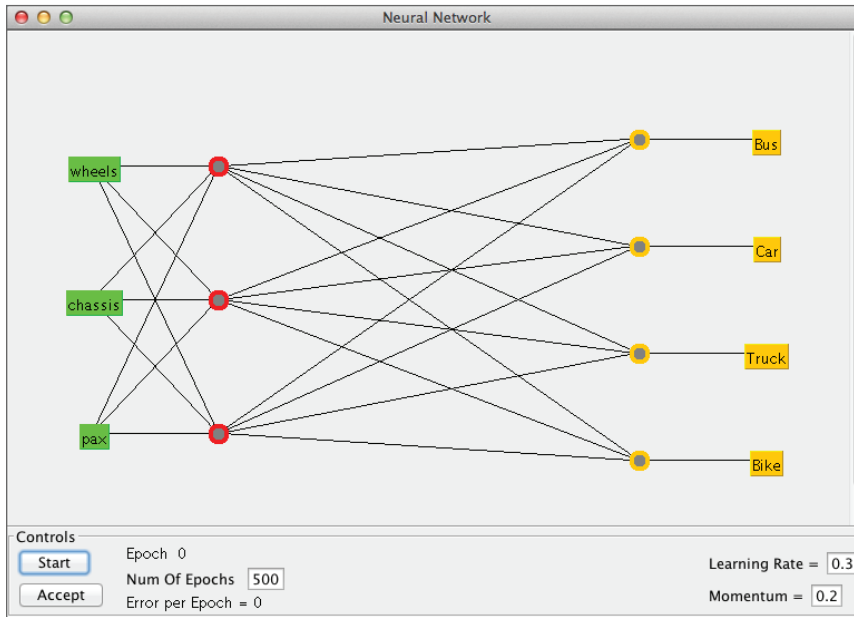 Neural Network
wheels
chassis
pax
Bus
Car
Truck
Bike
Controls
Start
Accept
Epoch 0
Num Of Epochs 500
Error per Epoch = 0
Learning Rate = 0.3
Momentum = 0.2